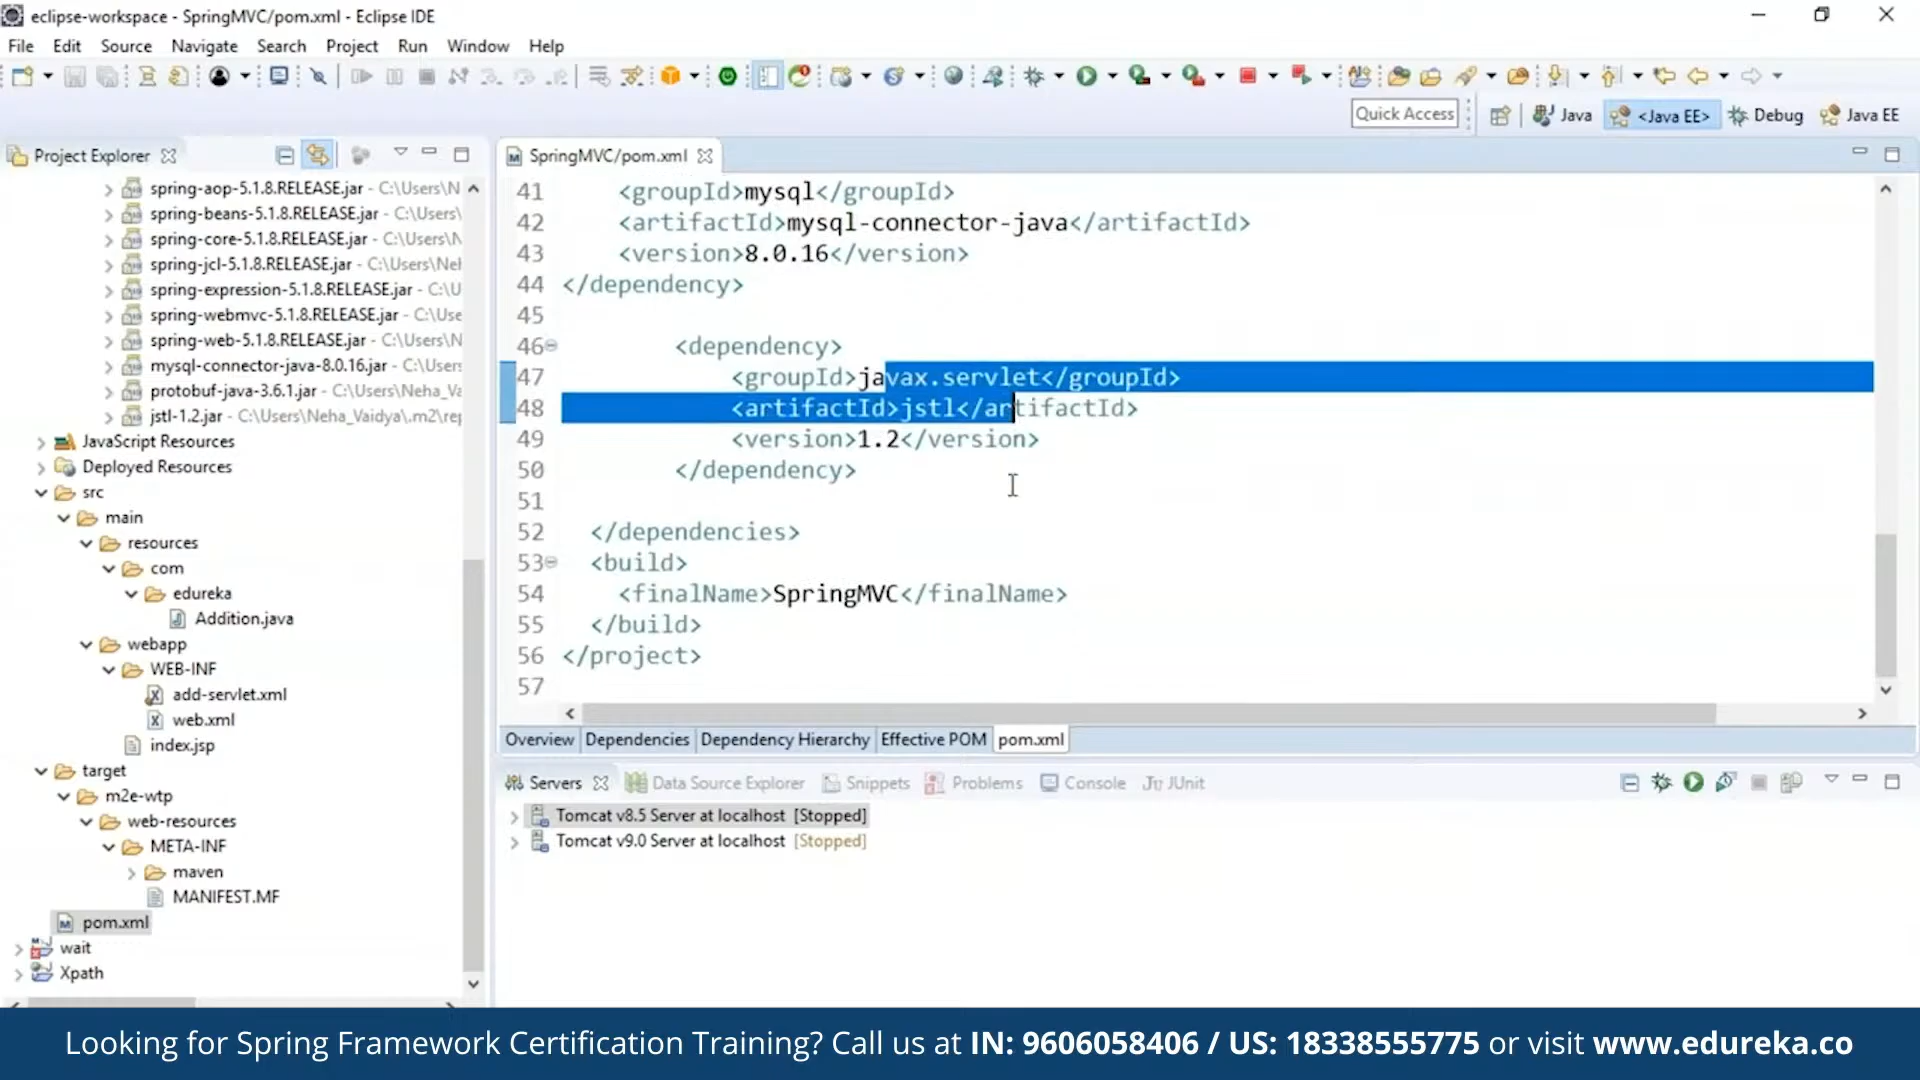 eclipse-workspace - SpringMVC/pom.xml - Eclipse IDE
File Edit Source Navigate Search Project Run Window Help
Quick Access Java <Java EE> Debug Java EE
Project Explorer
spring-aop-5.1.8.RELEASE.jar - C:\Users\N
spring-beans-5.1.8.RELEASE.jar - C:\Users\
spring-core-5.1.8.RELEASE.jar - C:\Users\N
spring-jcl-5.1.8.RELEASE.jar - C:\Users\Nel
spring-expression-5.1.8.RELEASE.jar - C:\U
spring-webmvc-5.1.8.RELEASE.jar - C:\Use
spring-web-5.1.8.RELEASE.jar - C:\Users\N
mysql-connector-java-8.0.16.jar - C:\Users
protobuf-java-3.6.1.jar - C:\Users\Neha_Va
jstl-1.2.jar - C:\Users\Neha_Vaidya\.m2\rep
JavaScript Resources
Deployed Resources
src
main
resources
com
edureka
Addition.java
webapp
WEB-INF
add-servlet.xml
web.xml
index.jsp
target
m2e-wtp
web-resources
META-INF
maven
MANIFEST.MF
pom.xml
wait
Xpath
SpringMVC/pom.xml
41 <groupId>mysql</groupId>
42 <artifactId>mysql-connector-java</artifactId>
43 <version>8.0.16</version>
44 </dependency>
45
46 <dependency>
47 <groupId>javax.servlet</groupId>
48 <artifactId>jstl</artifactId>
49 <version>1.2</version>
50 </dependency>
51
52 </dependencies>
53 <build>
54 <finalName>SpringMVC</finalName>
55 </build>
56 </project>
57
Overview Dependencies Dependency Hierarchy Effective POM pom.xml
Servers Data Source Explorer Snippets Problems Console JUnit
Tomcat v8.5 Server at localhost [Stopped]
Tomcat v9.0 Server at localhost [Stopped]
Looking for Spring Framework Certification Training? Call us at IN: 9606058406 / US: 18338555775 or visit www.edureka.co